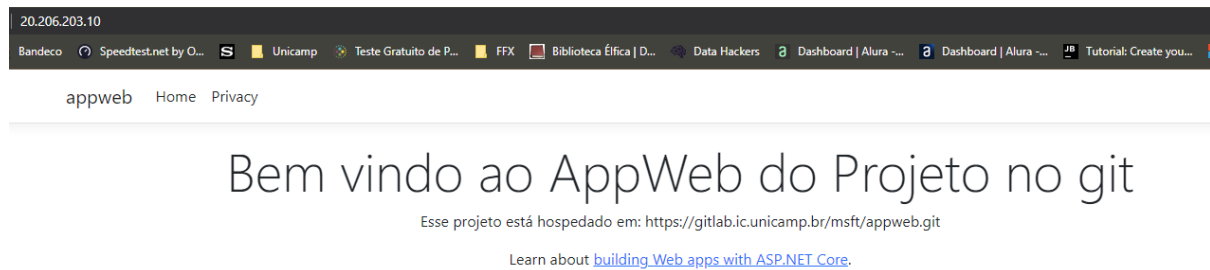 20.206.203.10
Bandeco Speedtest.net by O... S Unicamp Teste Gratuito de P... FFX Biblioteca Élfica | D... Data Hackers a Dashboard | Alura -... a Dashboard | Alura -... JB Tutorial: Create you...
appweb Home Privacy
Bem vindo ao AppWeb do Projeto no git
Esse projeto está hospedado em: https://gitlab.ic.unicamp.br/msft/appweb.git
Learn about building Web apps with ASP.NET Core.